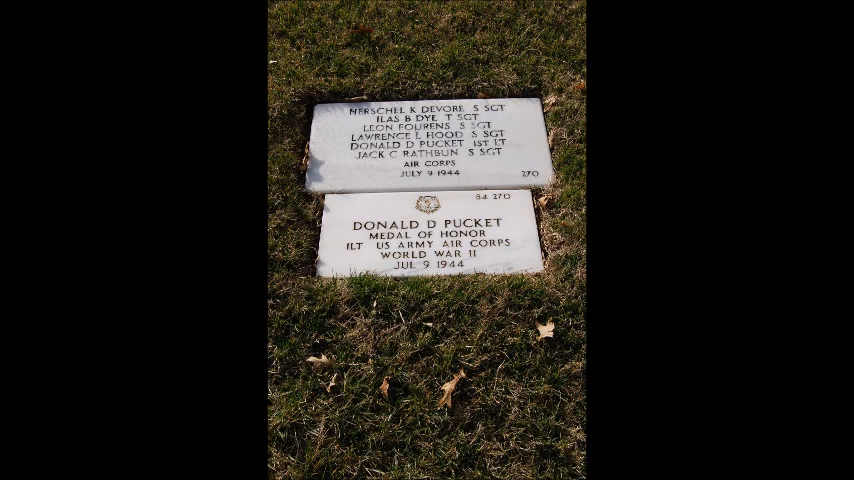 HERSCHEL K DEVORE S SGT
ILAS B DYE T SGT
LEON FOURENS S SGT
LAWRENCE L HOOD S SGT
DONALD D PUCKET 1ST LT
JACK C RATHBUN S SGT
AIR CORPS
JULY 9 1944
270
84 270
DONALD D PUCKET
MEDAL OF HONOR
1LT US ARMY AIR CORPS
WORLD WAR II
JUL 9 1944